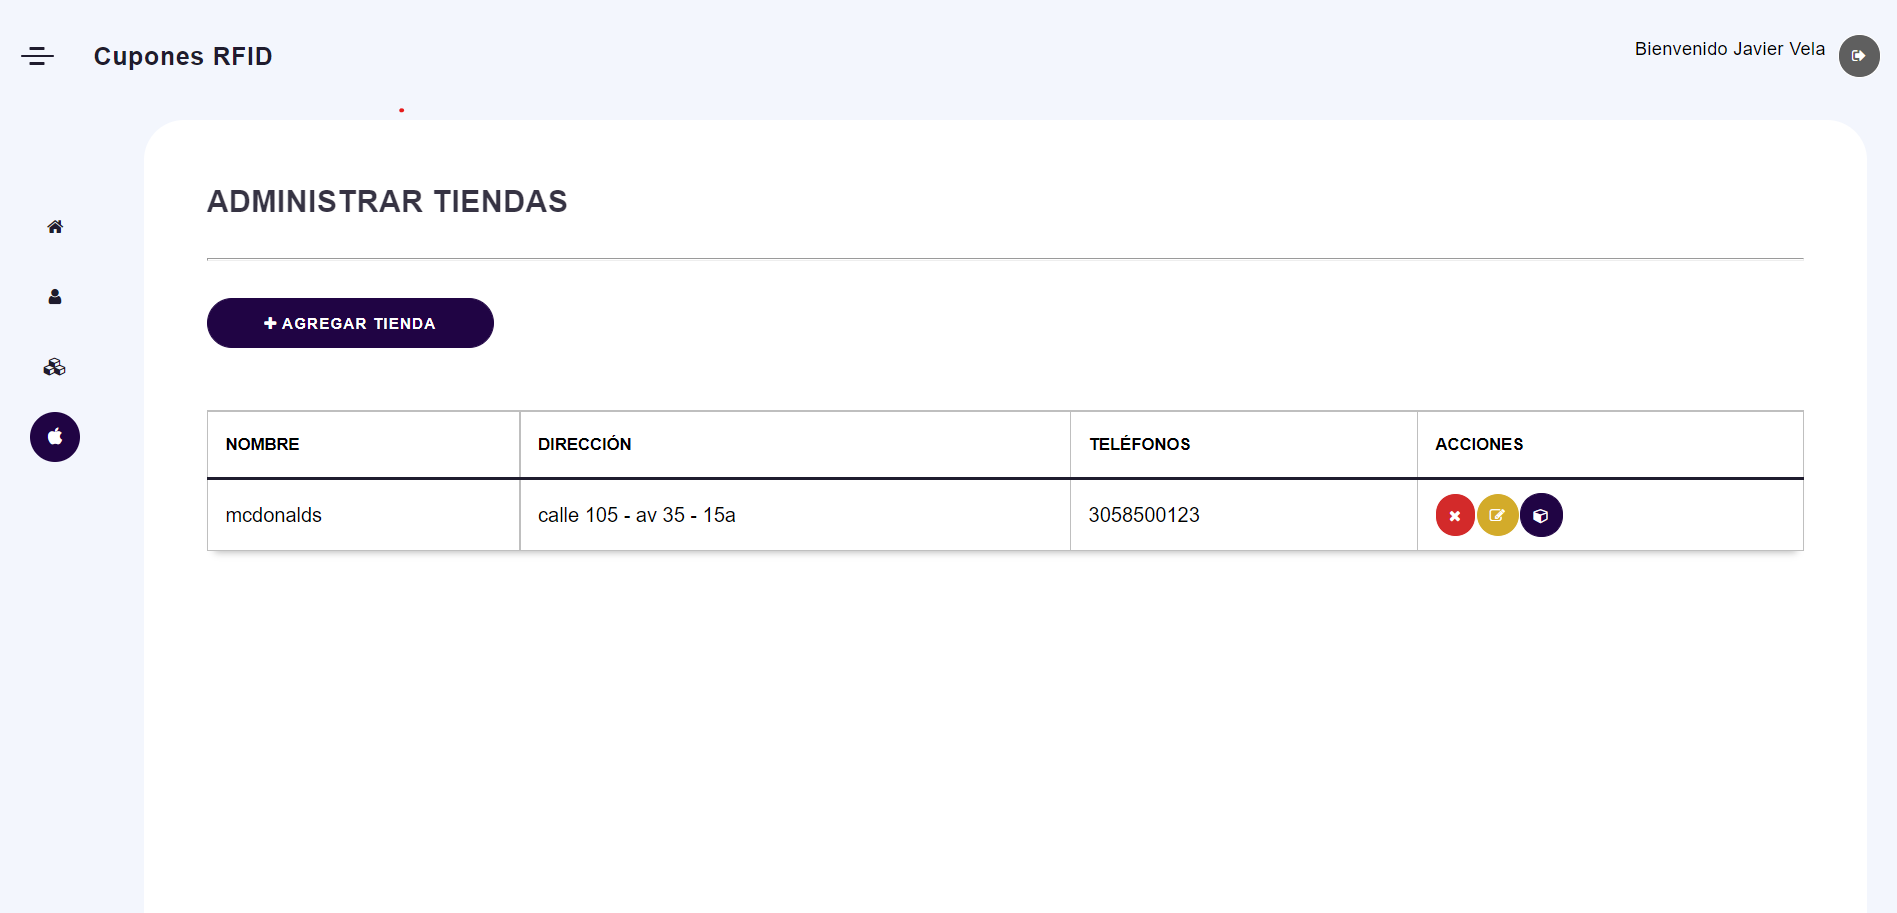 Cupones RFID
Bienvenido Javier Vela
ADMINISTRAR TIENDAS
AGREGAR TIENDA
NOMBRE DIRECCIÓN TELÉFONOS ACCIONES
mcdonalds calle 105 - av 35 - 15a 3058500123